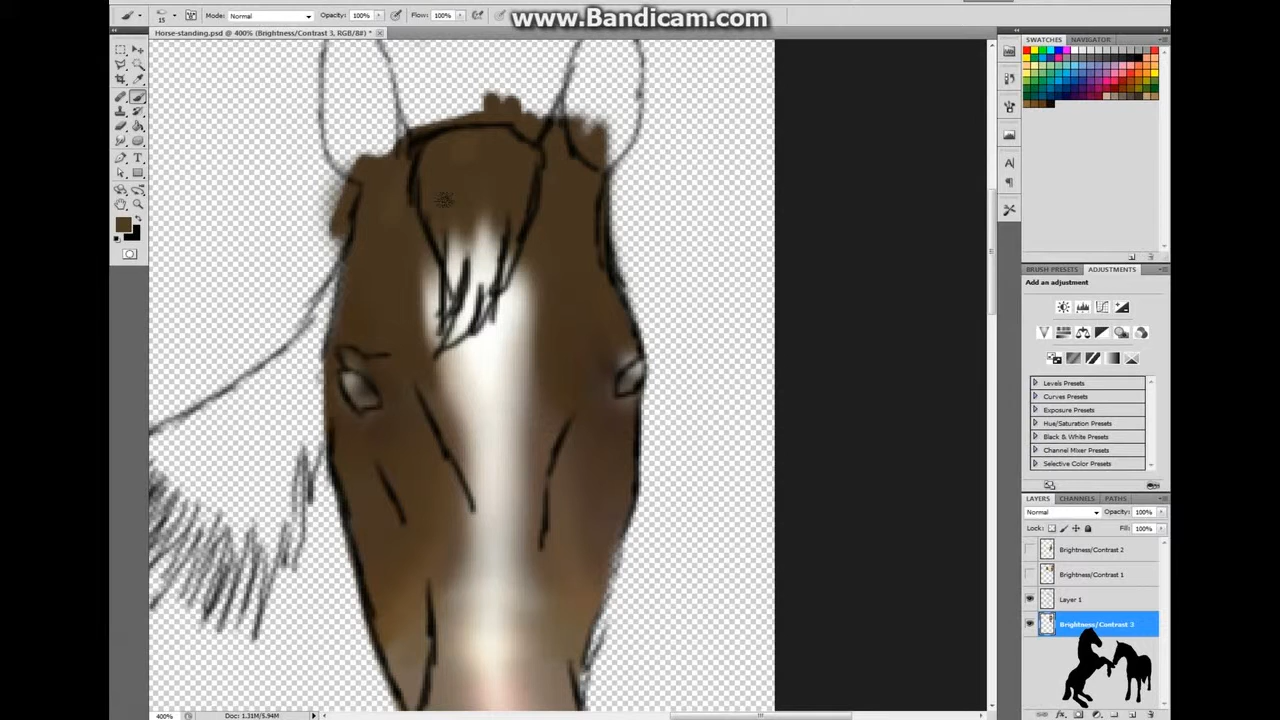 15
Mode: Normal
Opacity: 100%
Flow: 100%
www.Bandicam.com
Horse-standing.psd @ 400% (Brightness/Contrast 3, RGB/8#) *
SWATCHES
NAVIGATOR
BRUSH PRESETS
ADJUSTMENTS
Add an adjustment
Levels Presets
Curves Presets
Exposure Presets
Hue/Saturation Presets
Black & White Presets
Channel Mixer Presets
Selective Color Presets
LAYERS
CHANNELS
PATHS
Normal
Opacity: 100%
Lock:
Fill: 100%
Brightness/Contrast 2
Brightness/Contrast 1
Layer 1
Brightness/Contrast 3
400%
Doc: 1.31M/5.94M